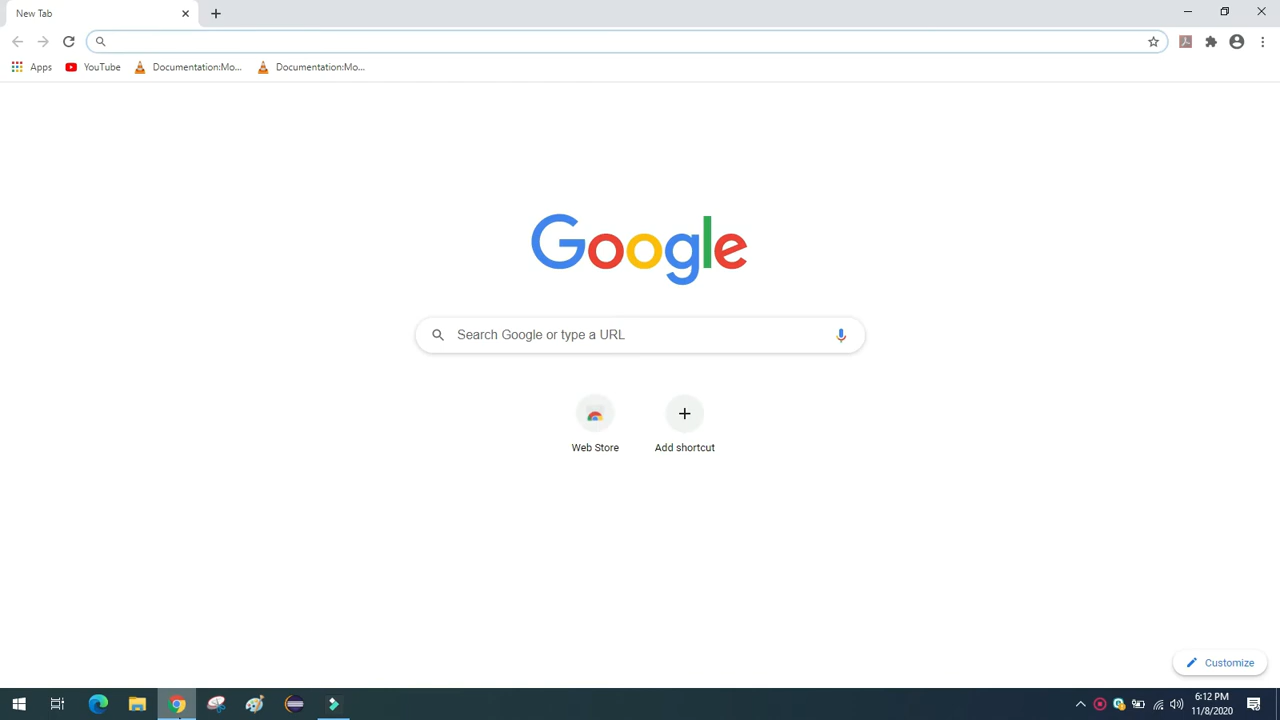 New Tab
Apps YouTube Documentation:Mo... Documentation:Mo...
Google
Search Google or type a URL
Web Store Add shortcut
Customize
6:12 PM
11/8/2020